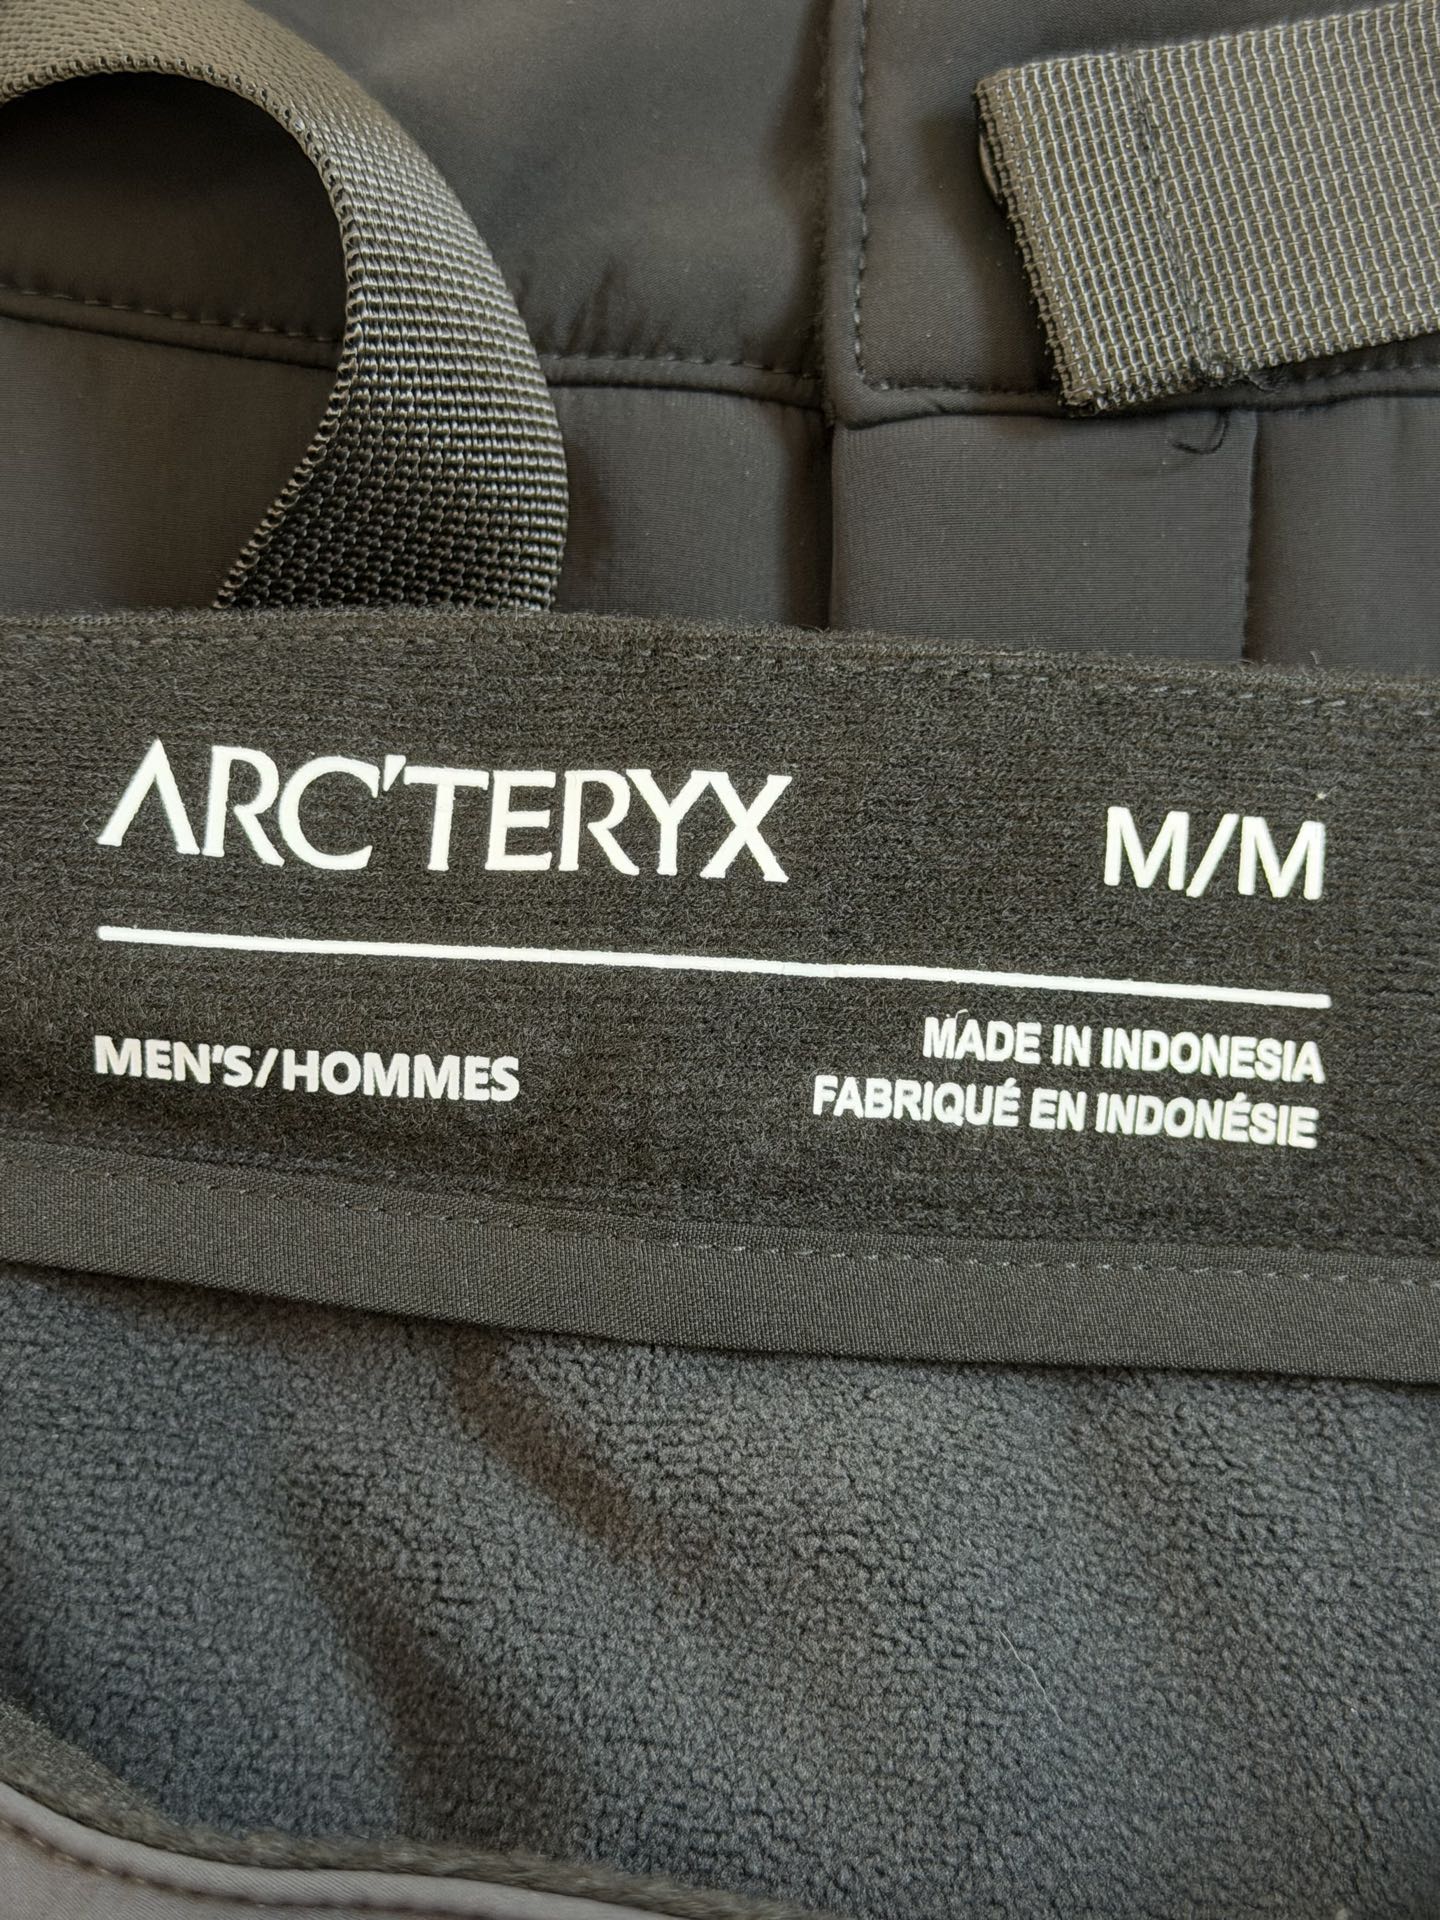 ARC'TERYX M/M
MEN'S/HOMMES
MADE IN INDONESIA
FABRIQUÉ EN INDONÉSIE